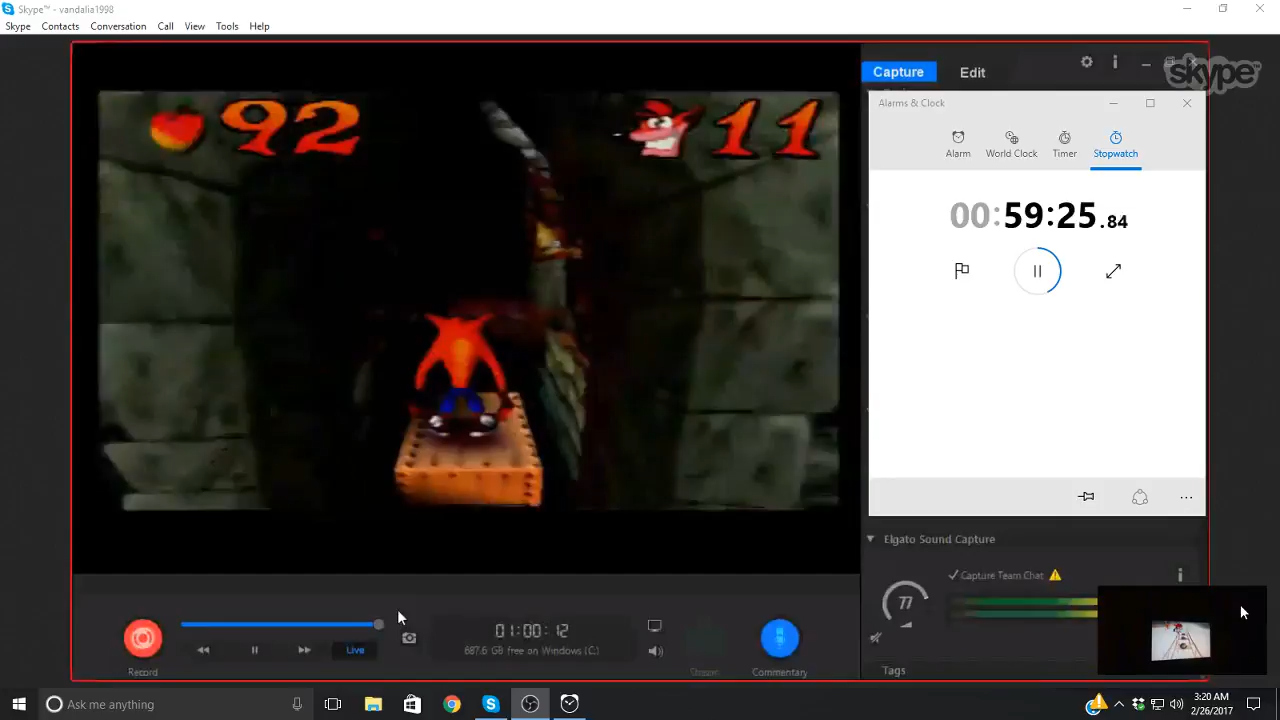 Skype™ - vandalia1998
Skype Contacts Conversation Call View Tools Help
Capture Edit
skype™
92 11
Alarms & Clock
Alarm World Clock Timer Stopwatch
00:59:25.84
Elgato Sound Capture
Capture Team Chat
77
01:00:12
Live
687.6 GB free on Windows (C:)
Record
Stream
Commentary
Tags
Ask me anything
3:20 AM
2/26/2017